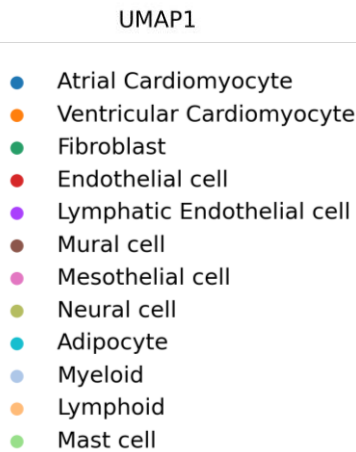 UMAP1
Atrial Cardiomyocyte
Ventricular Cardiomyocyte
Fibroblast
Endothelial cell
Lymphatic Endothelial cell
Mural cell
Mesothelial cell
Neural cell
Adipocyte
Myeloid
Lymphoid
Mast cell